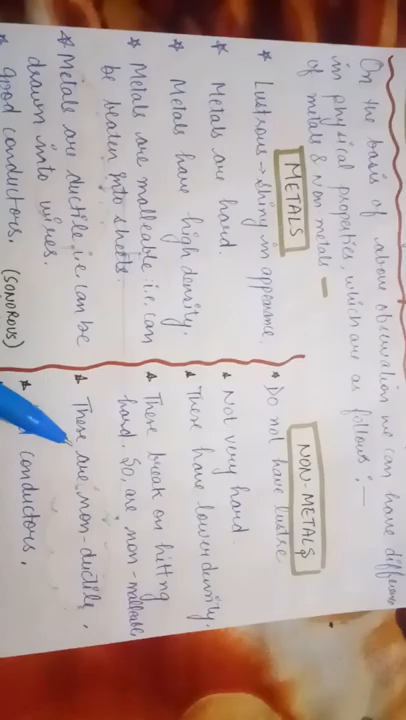 On the basis of above observation we can have differen
in physical properties, which are as follows :-
of metals & Non metals -
METALS
* Lustrous → shiny in appearance.
* Metals are hard.
* Metals have high density.
* Metals are malleable i.e. can
be beaten into sheets.
* Metals are ductile i.e. can be
drawn into wires.
* good conductors. (SONOROUS)
NON-METALS
* Do not have lustre
* Not very hard.
* These have lower density.
* These break on hittng
hard. So, are non-malleable
* These are non-ductile,
* conductors.